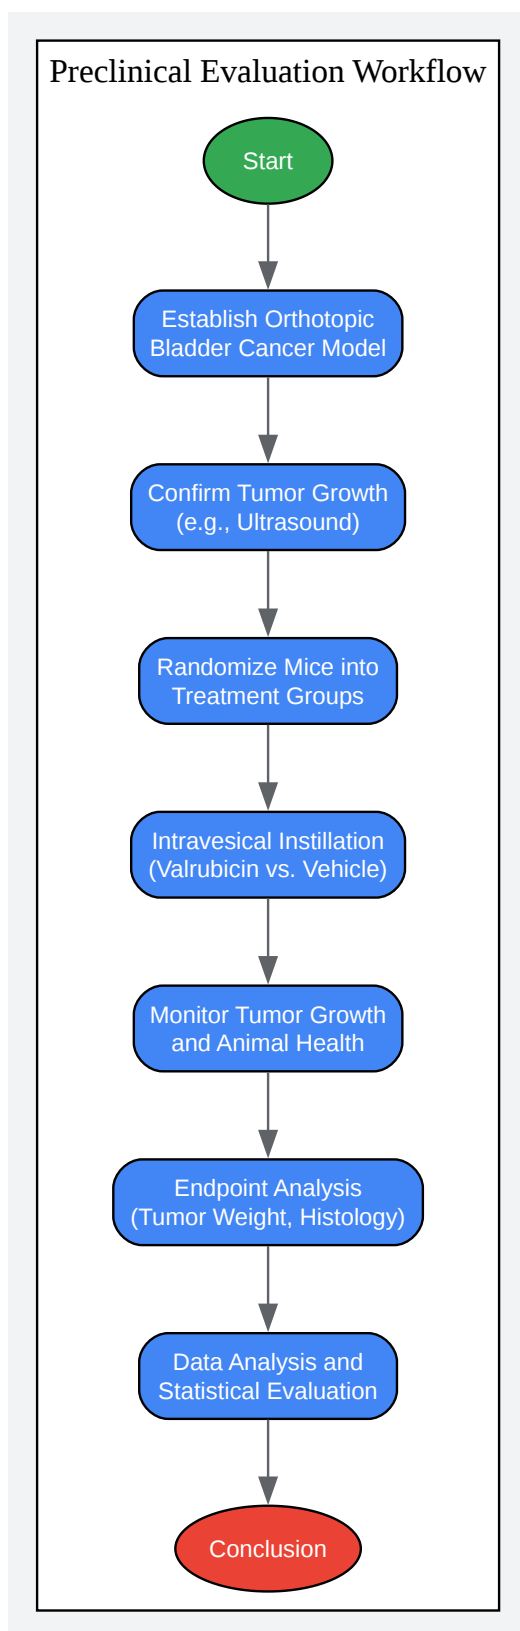 Preclinical Evaluation Workflow
Start
Establish Orthotopic
Bladder Cancer Model
Confirm Tumor Growth
(e.g., Ultrasound)
Randomize Mice into
Treatment Groups
Intravesical Instillation
(Valrubicin vs. Vehicle)
Monitor Tumor Growth
and Animal Health
Endpoint Analysis
(Tumor Weight, Histology)
Data Analysis and
Statistical Evaluation
Conclusion